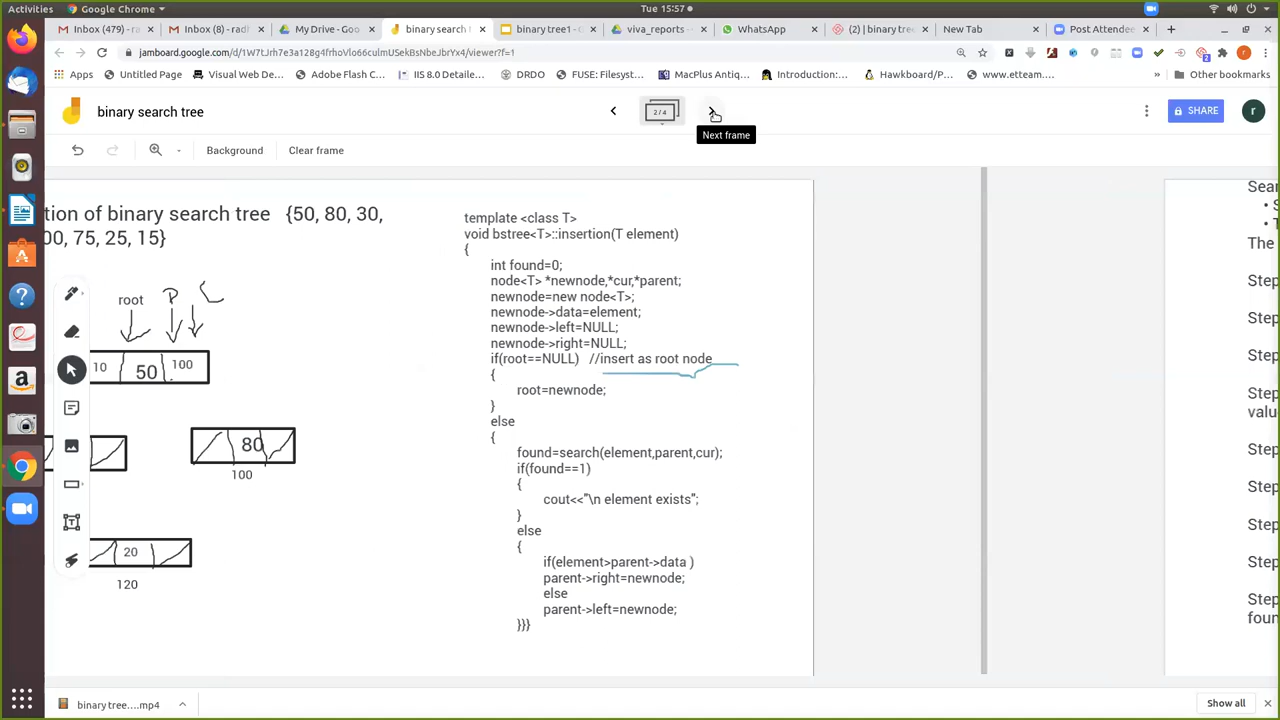 Activities
Google Chrome
Tue 15:57
Inbox (479) - ra
Inbox (8) - radh
My Drive - Goo
binary search t
binary tree1 - G
viva_reports -
WhatsApp
(2) | binary tree
New Tab
Post Attendee
jamboard.google.com/d/1W7tJrh7e3a128g4frhoVlo66culmUSekBsNbeJbrYx4/viewer?f=1
Apps
Untitled Page
Visual Web De...
Adobe Flash C...
IIS 8.0 Detaile...
DRDO
FUSE: Filesyst...
MacPlus Antiq...
Introduction:...
Hawkboard/P...
www.etteam.…
»
Other bookmarks
binary search tree
2/4
SHARE
r
Next frame
Background
Clear frame
tion of binary search tree {50, 80, 30,
00, 75, 25, 15}
root
P
C
10
50
100
80
100
20
120
template <class T>
void bstree<T>::insertion(T element)
{
int found=0;
node<T> *newnode,*cur,*parent;
newnode=new node<T>;
newnode->data=element;
newnode->left=NULL;
newnode->right=NULL;
if(root==NULL) //insert as root node
{
root=newnode;
}
else
{
found=search(element,parent,cur);
if(found==1)
{
cout<<"\n element exists";
}
else
{
if(element>parent->data )
parent->right=newnode;
else
parent->left=newnode;
}}}
Sear
• S
• T
The
Step
Step
Step
Step
valu
Step
Step
Step
Step
Step
foun
binary tree....mp4
Show all